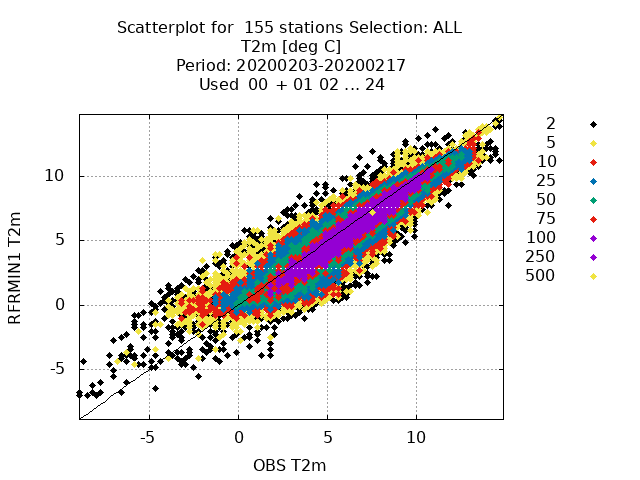 Scatterplot for  155 stations Selection: ALL
T2m [deg C]
Period: 20200203-20200217
Used  00 + 01 02 ... 24
2
5
10
25
50
75
100
250
500
10
5
0
-5
RFRMIN1 T2m
-5 0 5 10
OBS T2m